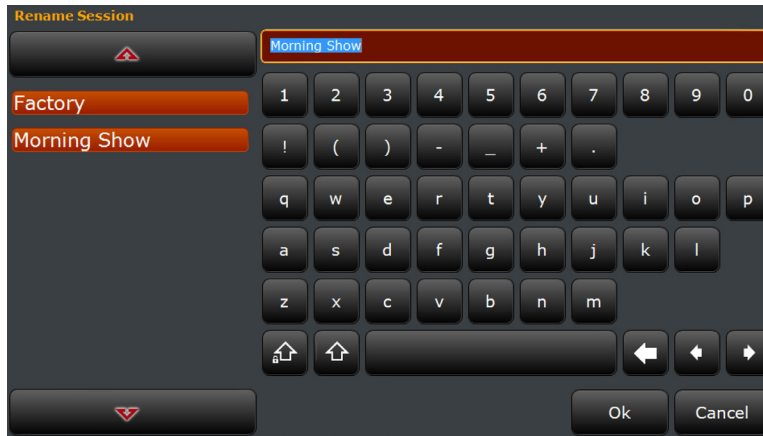 Rename Session
Morning Show
Factory
Morning Show
1 2 3 4 5 6 7 8 9 0
! ( ) - _ + .
q w e r t y u i o p
a s d f g h j k l
z x c v b n m
Ok Cancel